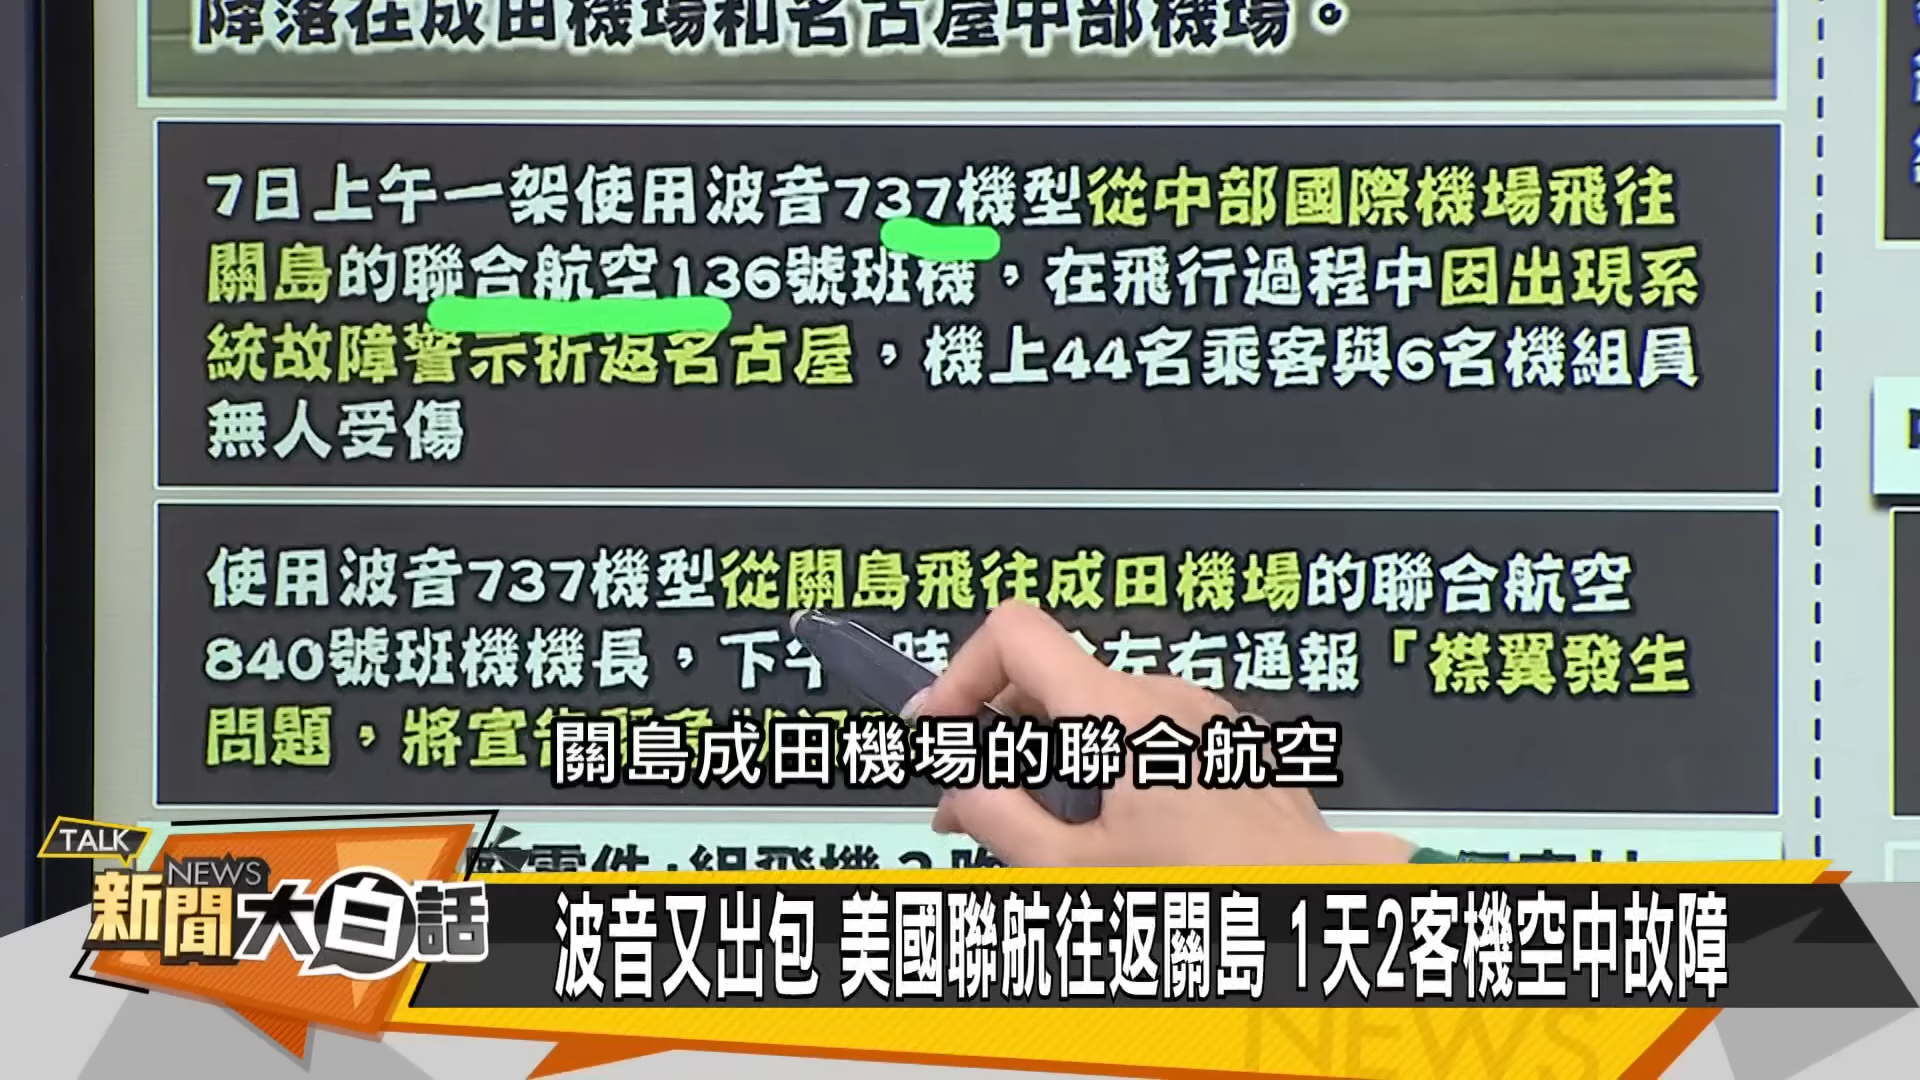 降落在成田機場和名古屋中部機場。
7日上午一架使用波音737機型從中部國際機場飛往
關島的聯合航空136號班機，在飛行過程中因出現系
統故障警示折返名古屋，機上44名乘客與6名機組員
無人受傷
使用波音737機型從關島飛往成田機場的聯合航空
840號班機機長，下午 時 左右通報「襟翼發生
問題，將宣告
關島成田機場的聯合航空
TALK
NEWS
新聞大白話
波音又出包 美國聯航往返關島 1天2客機空中故障
NEWS